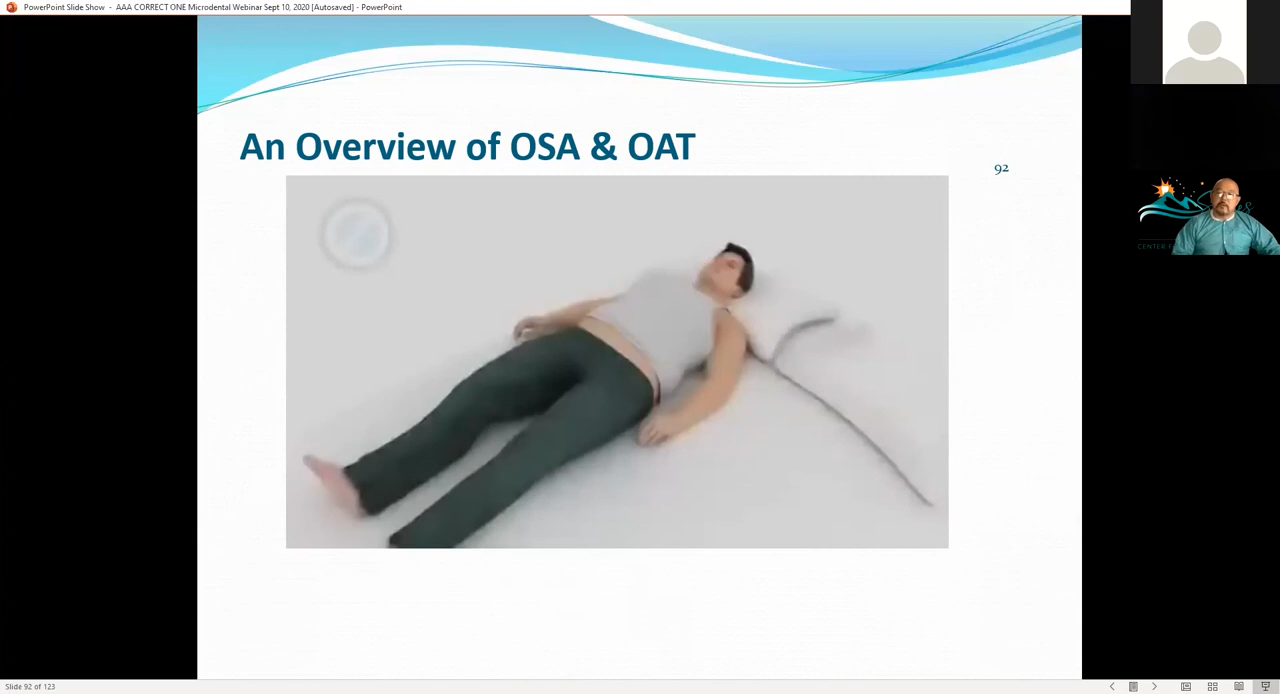 PowerPoint Slide Show - AAA CORRECT ONE Microdental Webinar Sept 10, 2020 [Autosaved] - PowerPoint
An Overview of OSA & OAT
92
CENTER F
Slide 92 of 123